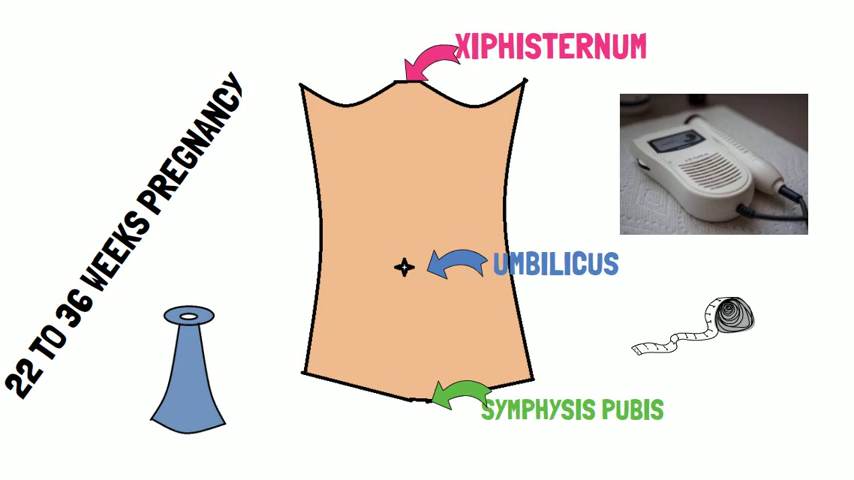 XIPHISTERNUM
22 TO 36 WEEKS PREGNANCY
UMBILICUS
SYMPHYSIS PUBIS